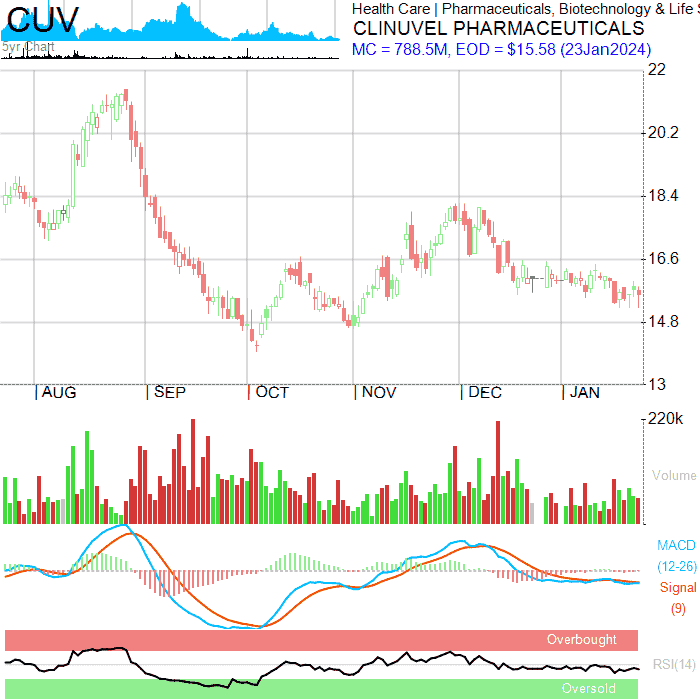 CUV
5yr Chart
Health Care | Pharmaceuticals, Biotechnology & Life
CLINUVEL PHARMACEUTICALS
MC = 788.5M, EOD = $15.58 (23Jan2024)
22
20.2
18.4
16.6
14.8
13
AUG SEP OCT NOV DEC JAN
220k
Volume
MACD
(12-26)
Signal
(9)
Overbought
RSI(14)
Oversold